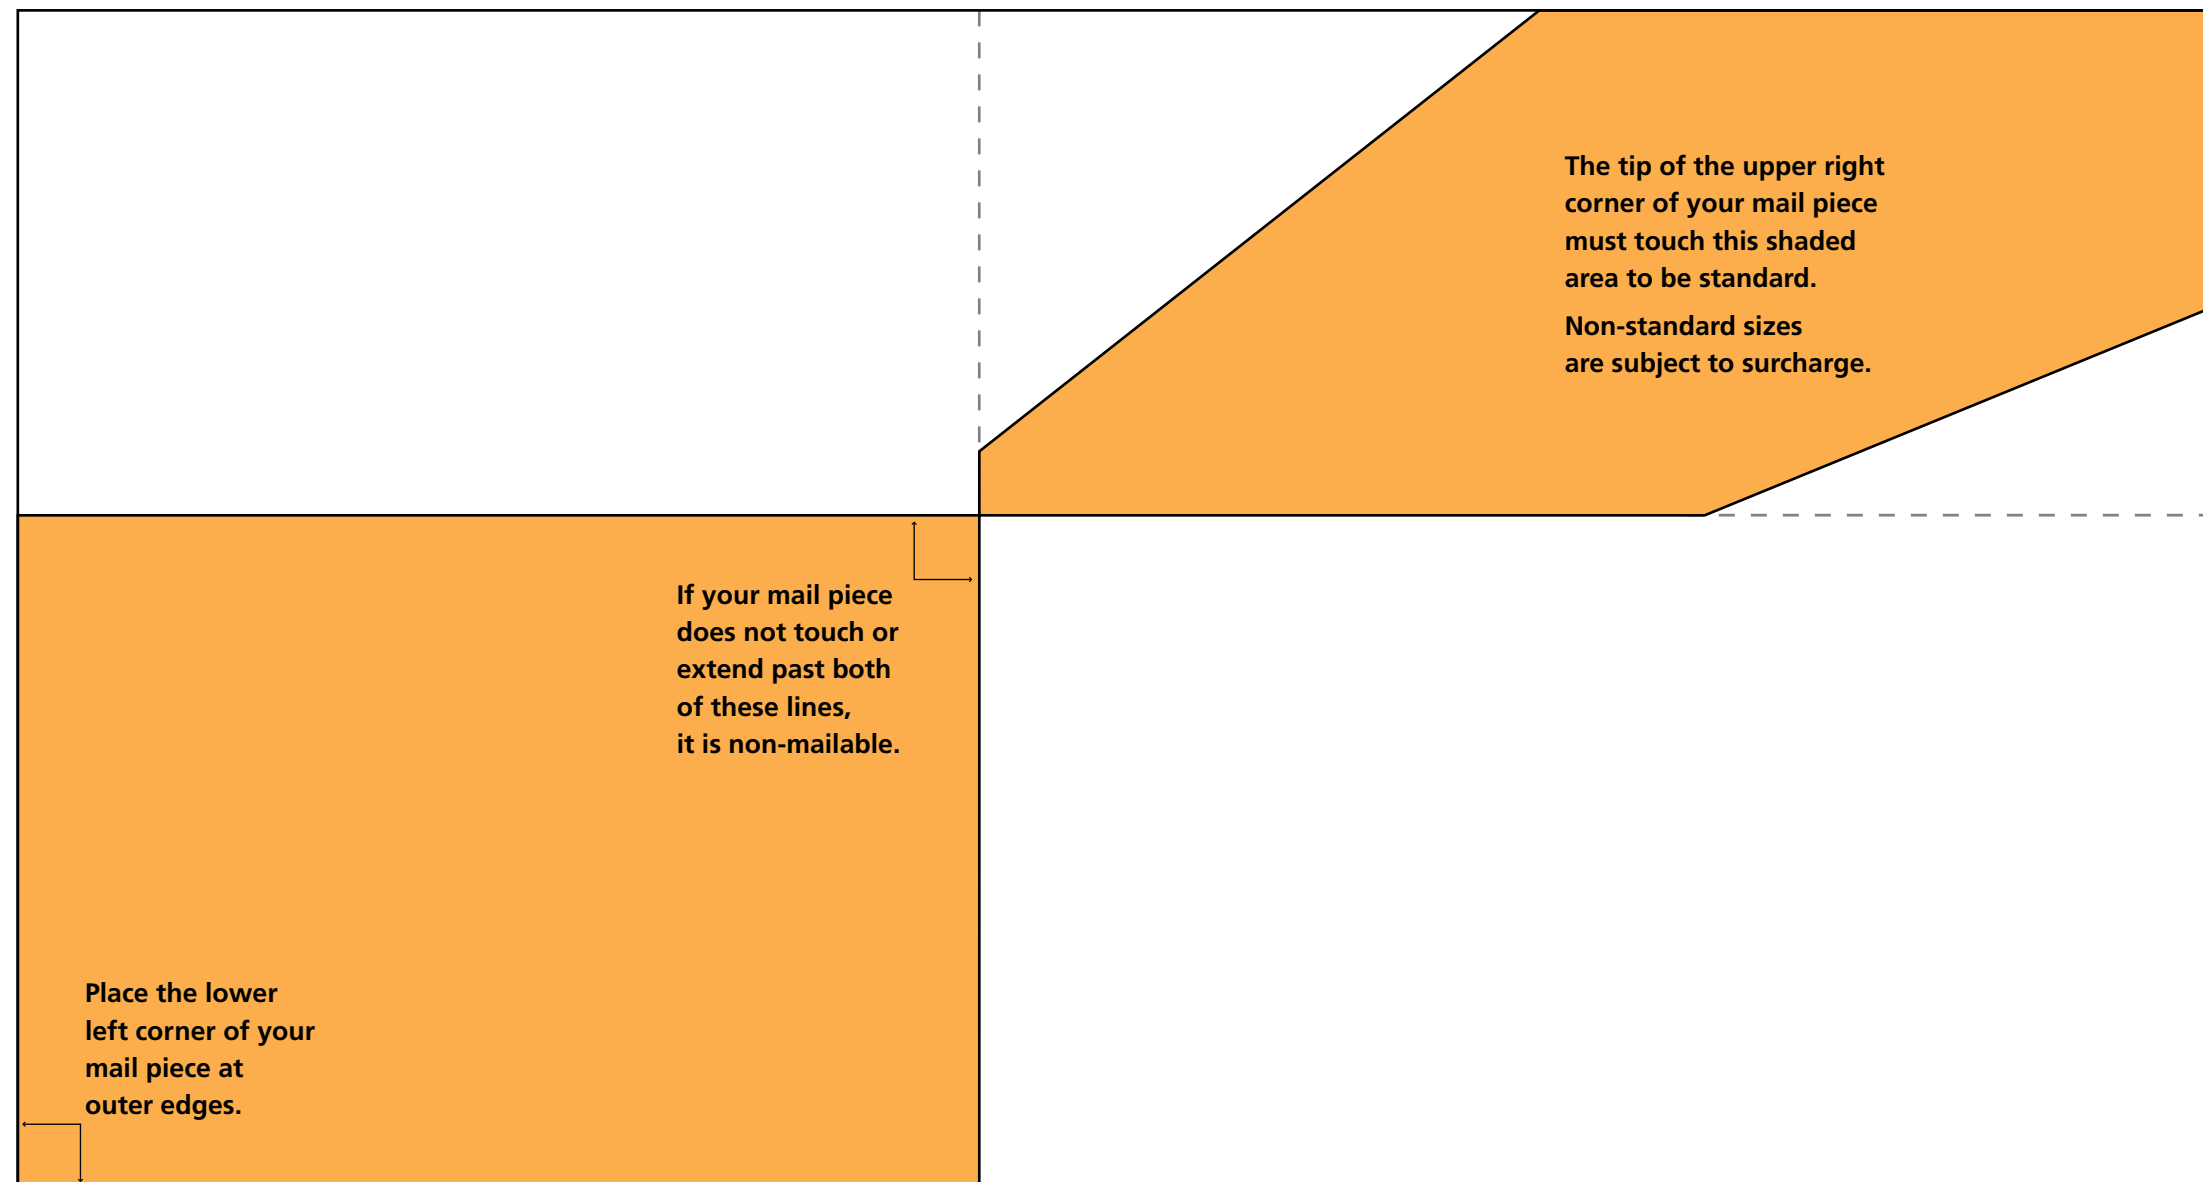 The tip of the upper right
corner of your mail piece
must touch this shaded
area to be standard.
Non-standard sizes
are subject to surcharge.
If your mail piece
does not touch or
extend past both
of these lines,
it is non-mailable.
Place the lower
left corner of your
mail piece at
outer edges.